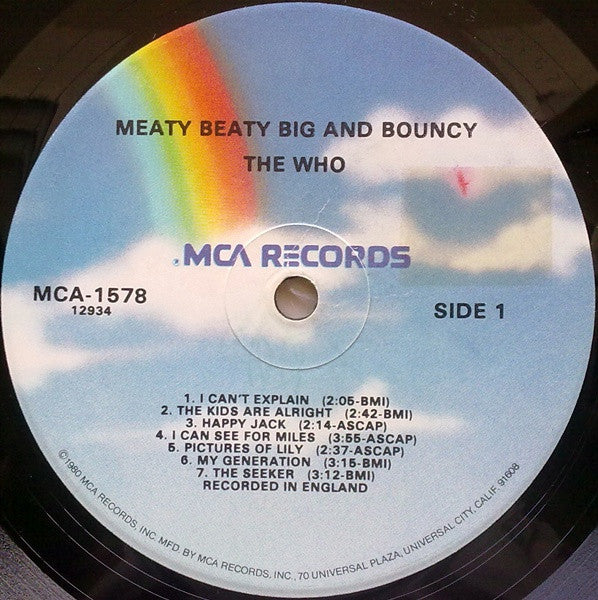 MEATY BEATY BIG AND BOUNCY
THE WHO
MCA RECORDS
MCA-1578
12934
SIDE 1
1. I CAN'T EXPLAIN (2:05-BMI)
2. THE KIDS ARE ALRIGHT (2:42-BMI)
3. HAPPY JACK (2:14-ASCAP)
4. I CAN SEE FOR MILES (3:55-ASCAP)
5. PICTURES OF LILY (2:37-ASCAP)
6. MY GENERATION (3:15-BMI)
7. THE SEEKER (3:12-BMI)
RECORDED IN ENGLAND
©1980 MCA RECORDS, INC. MFD. BY MCA RECORDS, INC., 70 UNIVERSAL PLAZA, UNIVERSAL CITY, CALIF. 91608